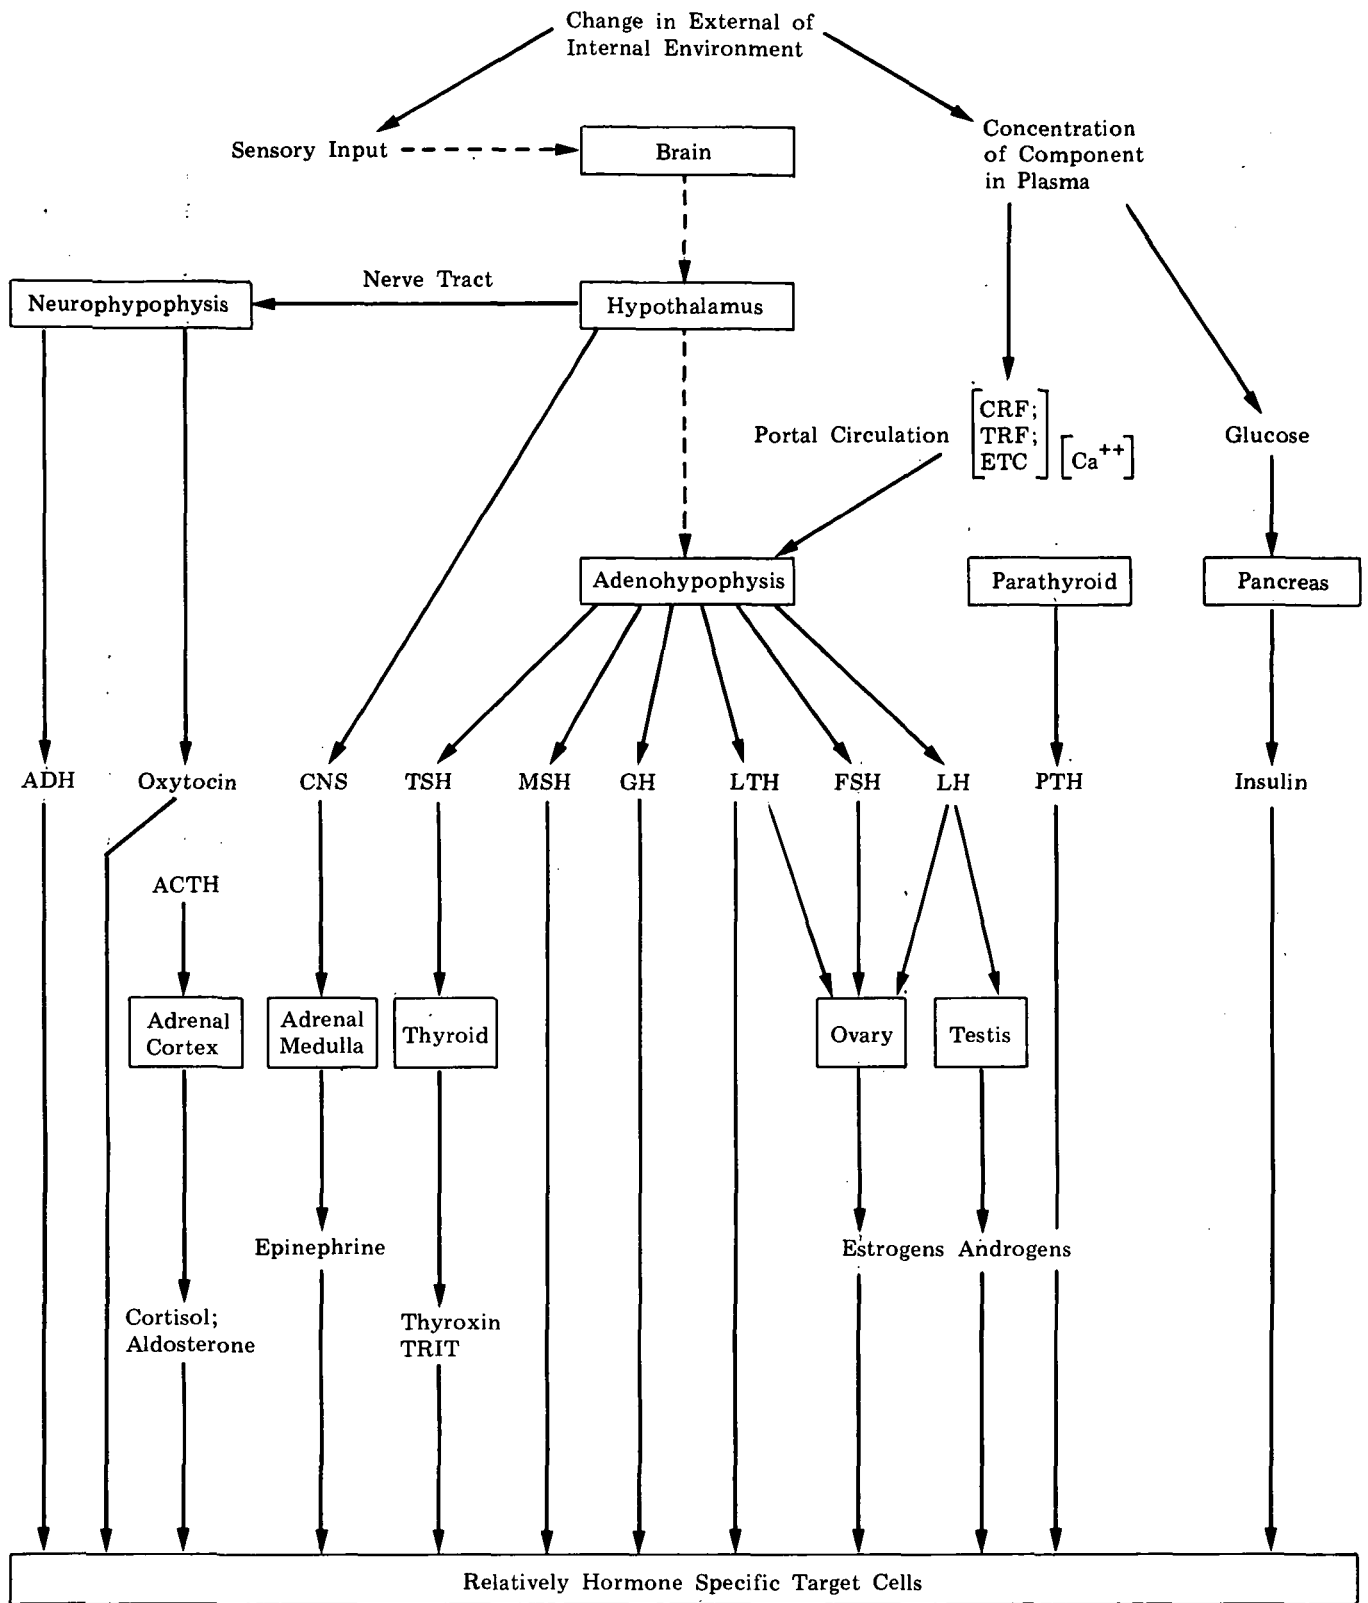 Change in External of
Internal Environment
Sensory Input
Brain
Concentration
of Component
in Plasma
Nerve Tract
Neurophypophysis
Hypothalamus
Portal Circulation
[CRF;
TRF;
ETC]
[Ca++]
Glucose
Adenohypophysis
Parathyroid
Pancreas
ADH
Oxytocin
CNS
TSH
MSH
GH
LTH
FSH
LH
PTH
Insulin
ACTH
Adrenal
Cortex
Adrenal
Medulla
Thyroid
Ovary
Testis
Epinephrine
Estrogens
Androgens
Cortisol;
Aldosterone
Thyroxin
TRIT
Relatively Hormone Specific Target Cells